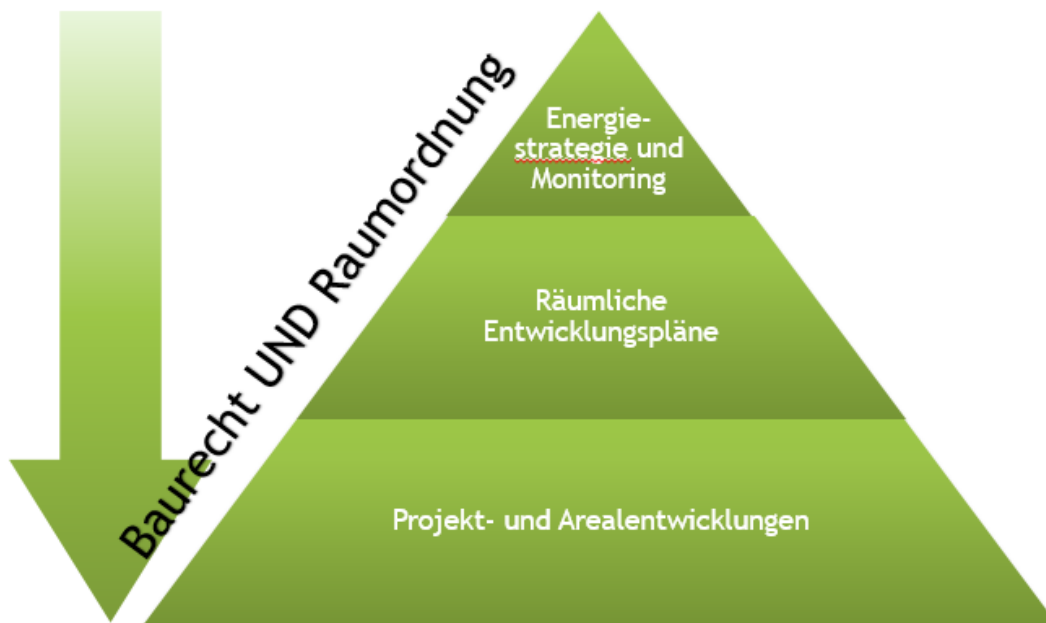 Baurecht UND Raumordnung
Energie-
strategie und
Monitoring
Räumliche
Entwicklungspläne
Projekt- und Arealentwicklungen